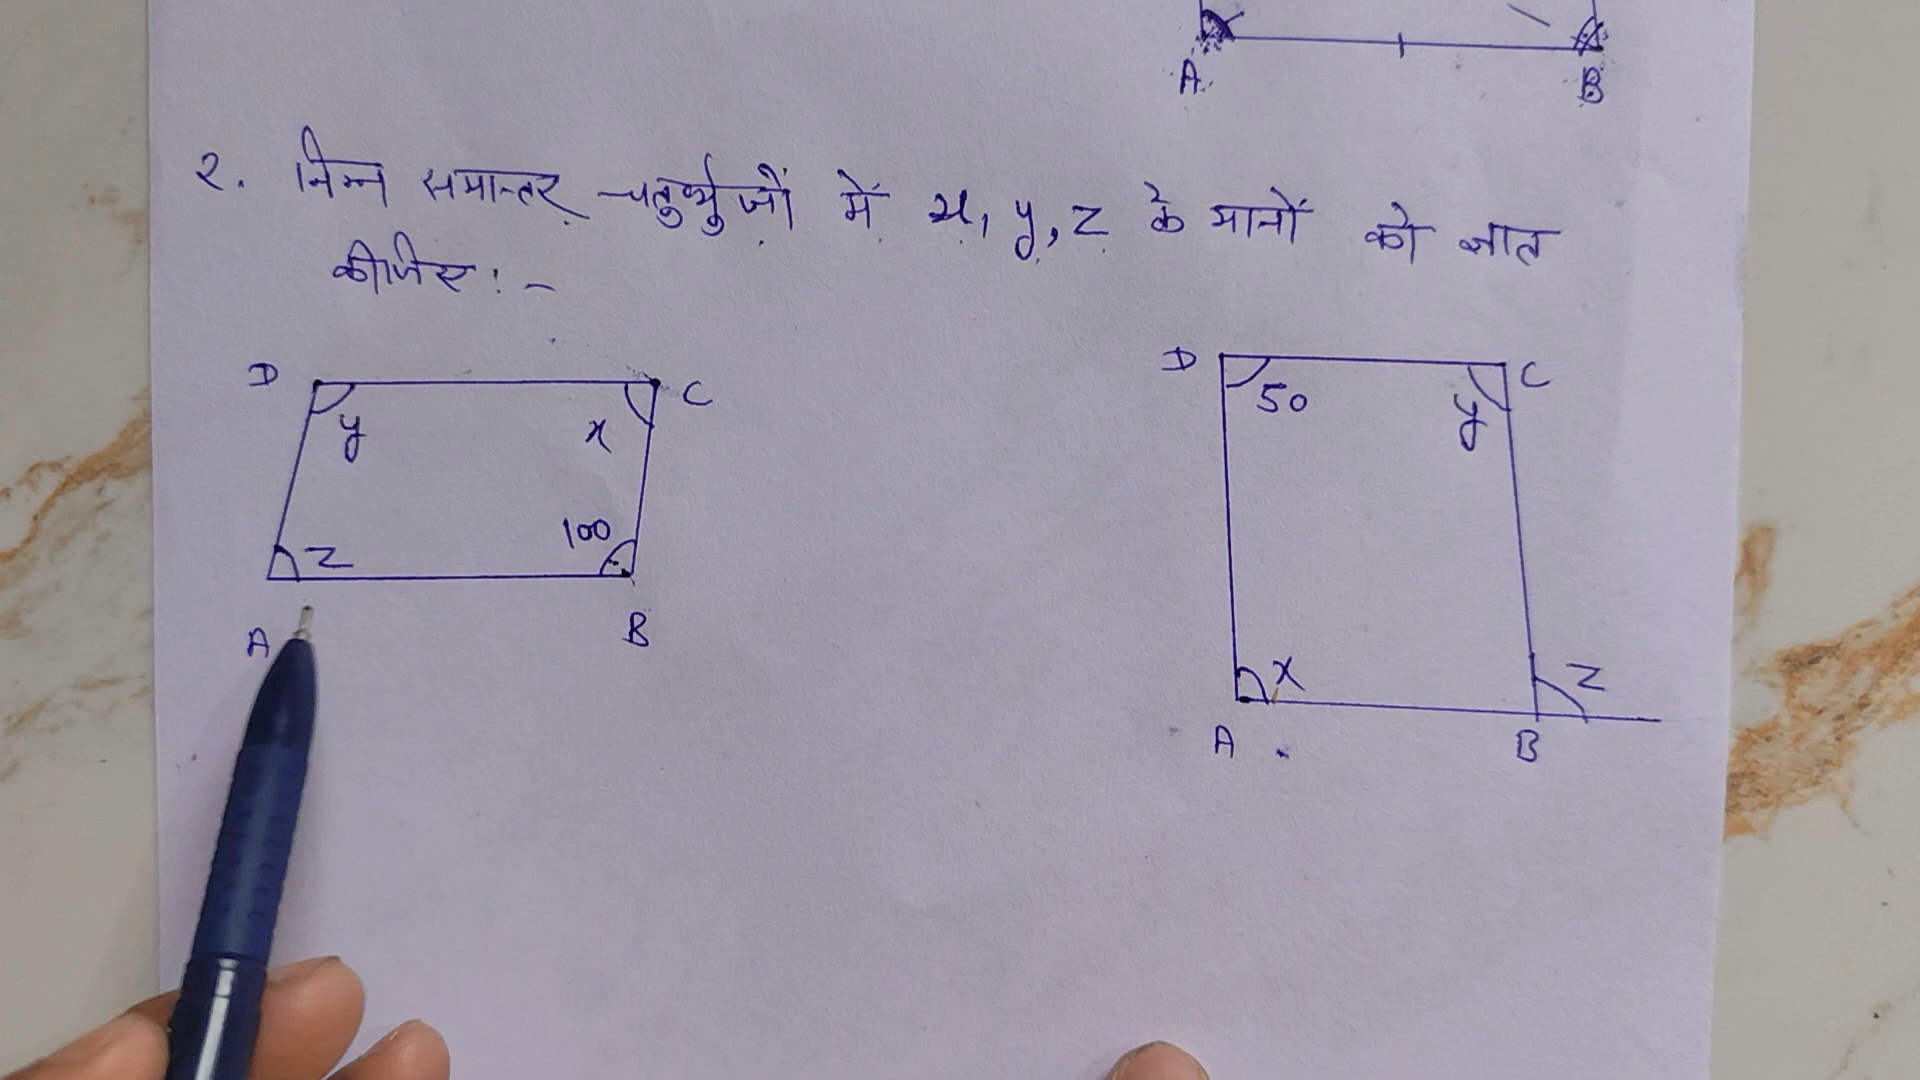 A B
२. निम्न समान्तर चतुर्भुजों में x, y, z के मानों को ज्ञात
कीजिए :-
D C
y x
100
z
A B
D C
50 y
x z
A B